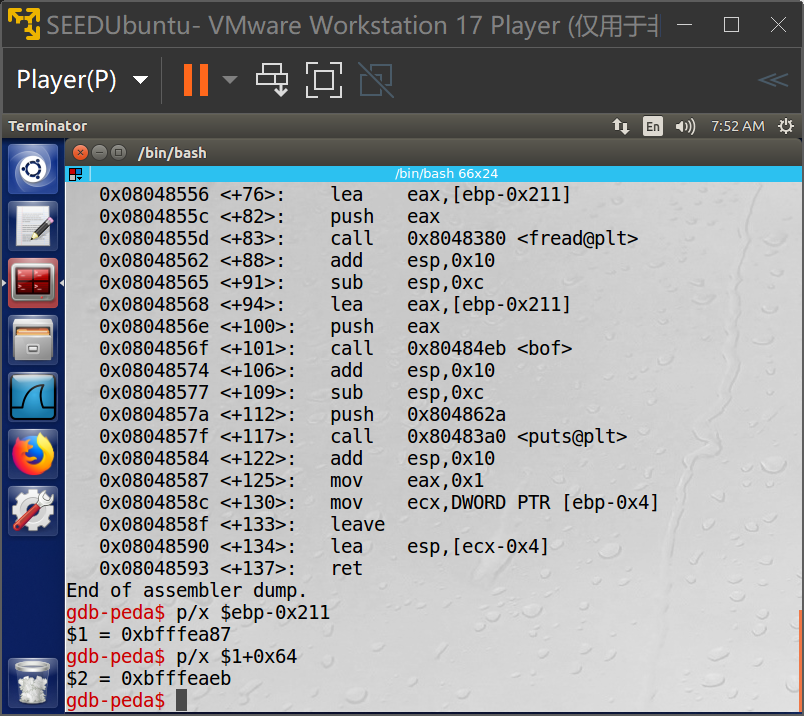 SEEDUbuntu- VMware Workstation 17 Player (仅用于非
Player(P)
Terminator En 7:52 AM
/bin/bash
/bin/bash 66x24
0x08048556 <+76>: lea eax,[ebp-0x211]
0x0804855c <+82>: push eax
0x0804855d <+83>: call 0x8048380 <fread@plt>
0x08048562 <+88>: add esp,0x10
0x08048565 <+91>: sub esp,0xc
0x08048568 <+94>: lea eax,[ebp-0x211]
0x0804856e <+100>: push eax
0x0804856f <+101>: call 0x80484eb <bof>
0x08048574 <+106>: add esp,0x10
0x08048577 <+109>: sub esp,0xc
0x0804857a <+112>: push 0x804862a
0x0804857f <+117>: call 0x80483a0 <puts@plt>
0x08048584 <+122>: add esp,0x10
0x08048587 <+125>: mov eax,0x1
0x0804858c <+130>: mov ecx,DWORD PTR [ebp-0x4]
0x0804858f <+133>: leave
0x08048590 <+134>: lea esp,[ecx-0x4]
0x08048593 <+137>: ret
End of assembler dump.
gdb-peda$ p/x $ebp-0x211
$1 = 0xbfffea87
gdb-peda$ p/x $1+0x64
$2 = 0xbfffeaeb
gdb-peda$